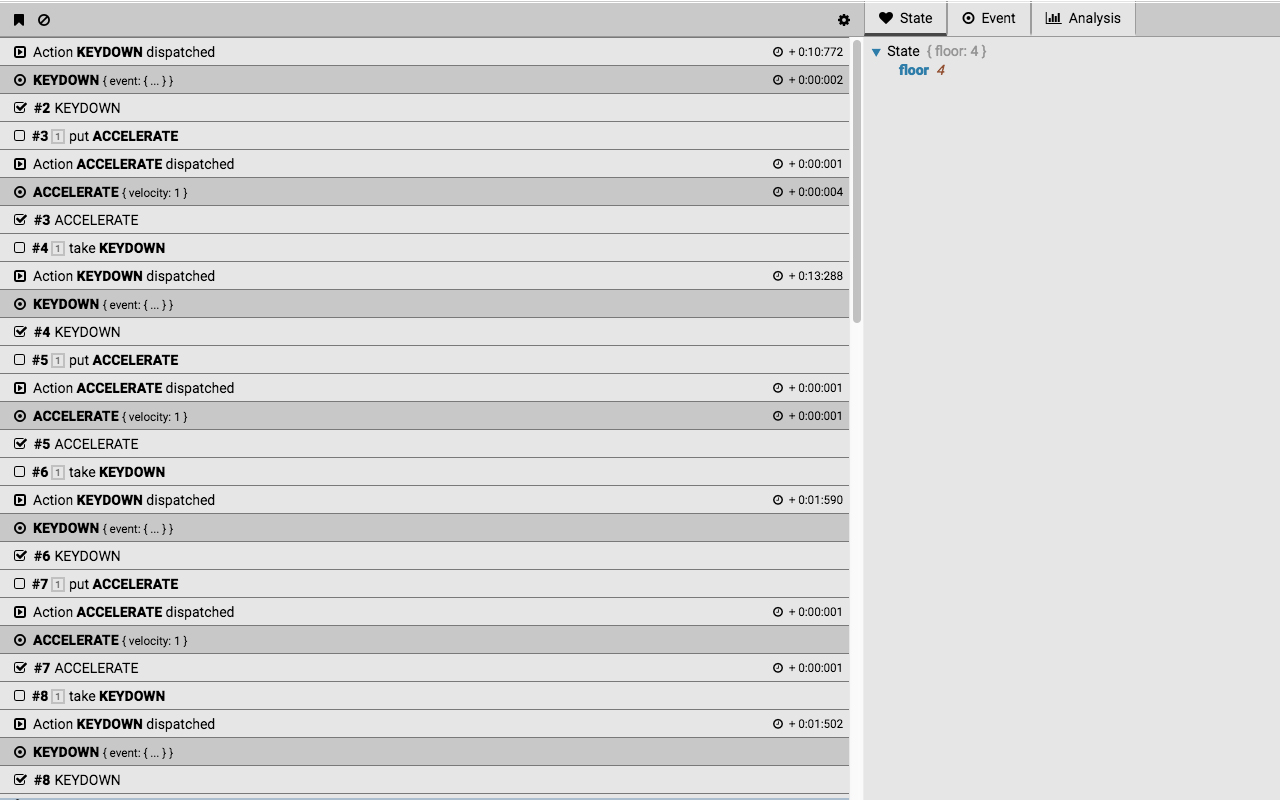 State Event Analysis
Action KEYDOWN dispatched + 0:10:772
KEYDOWN { event: { ... } } + 0:00:002
#2 KEYDOWN
#3 1 put ACCELERATE
Action ACCELERATE dispatched + 0:00:001
ACCELERATE { velocity: 1 } + 0:00:004
#3 ACCELERATE
#4 1 take KEYDOWN
Action KEYDOWN dispatched + 0:13:288
KEYDOWN { event: { ... } }
#4 KEYDOWN
#5 1 put ACCELERATE
Action ACCELERATE dispatched + 0:00:001
ACCELERATE { velocity: 1 } + 0:00:001
#5 ACCELERATE
#6 1 take KEYDOWN
Action KEYDOWN dispatched + 0:01:590
KEYDOWN { event: { ... } }
#6 KEYDOWN
#7 1 put ACCELERATE
Action ACCELERATE dispatched + 0:00:001
ACCELERATE { velocity: 1 }
#7 ACCELERATE + 0:00:001
#8 1 take KEYDOWN
Action KEYDOWN dispatched + 0:01:502
KEYDOWN { event: { ... } }
#8 KEYDOWN
State { floor: 4 }
floor 4